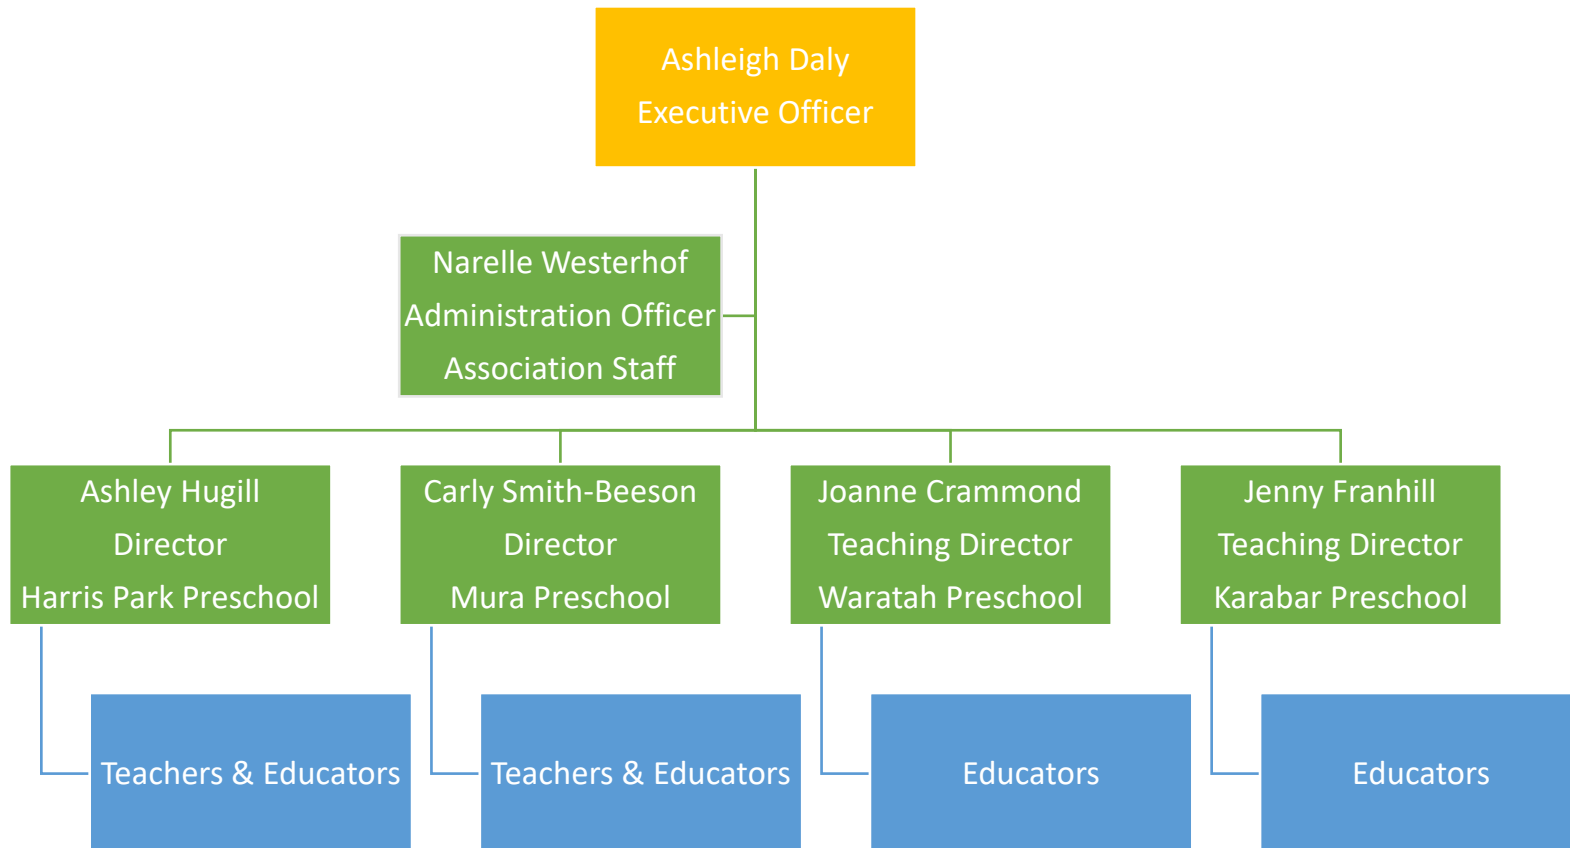 Ashleigh Daly
Executive Officer
Narelle Westerhof
Administration Officer
Association Staff
Ashley Hugill
Director
Harris Park Preschool
Carly Smith-Beeson
Director
Mura Preschool
Joanne Crammond
Teaching Director
Waratah Preschool
Jenny Franhill
Teaching Director
Karabar Preschool
Teachers & Educators
Teachers & Educators
Educators
Educators